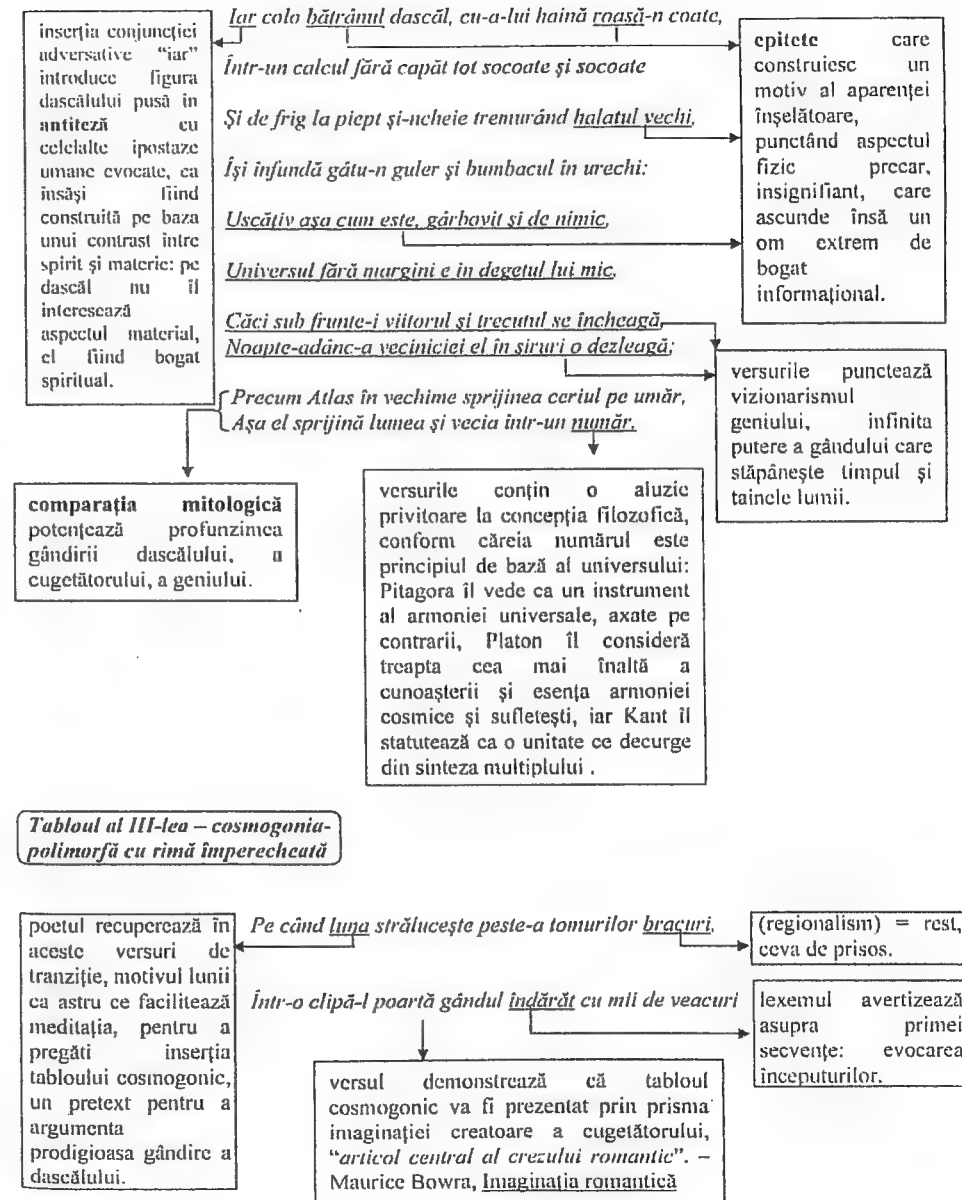 inserția conjuncției
adversative “iar”
introduce figura
dascălului pusă în
antiteză cu
celelalte ipostaze
umane evocate, ea
însăși fiind
construită pe baza
unui contrast între
spirit și materie: pe
dascăl nu îl
interesează
aspectul material,
el fiind bogat
spiritual.
Iar colo bătrânul dascăl, cu-a-lui haină roasă-n coate,
Într-un calcul fără capăt tot socoate și socoate
Și de frig la piept și-ncheie tremurând halatul vechi,
Își înfundă gâtu-n guler și bumbacul în urechi:
Uscățiv așa cum este, gârbovit și de nimic,
Universul fără margini e in degetul lui mic,
Căci sub frunte-i viitorul și trecutul se încheagă,
Noapte-adânc-a veciniciei el în șiruri o dezleagă;
Precum Atlas în vechime sprijinea ceriul pe umăr,
Așa el sprijină lumea și vecia într-un număr.
epitete care
construiesc un
motiv al aparenței
înșelătoare,
punctând aspectul
fizic precar,
insignifiant, care
ascunde însă un
om extrem de
bogat
informațional.
versurile punctează
vizionarismul
geniului, infinita
putere a gândului care
stăpânește timpul și
tainele lumii.
comparația mitologică
potențează profunzimea
gândirii dascălului, a
cugetătorului, a geniului.
versurile conțin o aluzie
privitoare la concepția filozofică,
conform căreia numărul este
principiul de bază al universului:
Pitagora îl vede ca un instrument
al armoniei universale, axate pe
contrarii, Platon îl consideră
treapta cea mai înaltă a
cunoașterii și esența armoniei
cosmice și sufletești, iar Kant îl
statutează ca o unitate ce decurge
din sinteza multiplului .
Tabloul al III-lea – cosmogonia-
polimorfă cu rimă împerecheată
poetul recuperează în
aceste versuri de
tranziție, motivul lunii
ca astru ce facilitează
meditația, pentru a
pregăti inserția
tabloului cosmogonic,
un pretext pentru a
argumenta
prodigioasa gândire a
dascălului.
Pe când luna strălucește peste-a tomurilor bracuri,
Într-o clipă-l poartă gândul îndărăt cu mii de veacuri
(regionalism) = rest,
ceva de prisos.
lexemul avertizează
asupra primei
secvențe: evocarea
începuturilor.
versul demonstrează că tabloul
cosmogonic va fi prezentat prin prisma
imaginației creatoare a cugetătorului,
“articol central al crezului romantic”. –
Maurice Bowra, Imaginația romantică